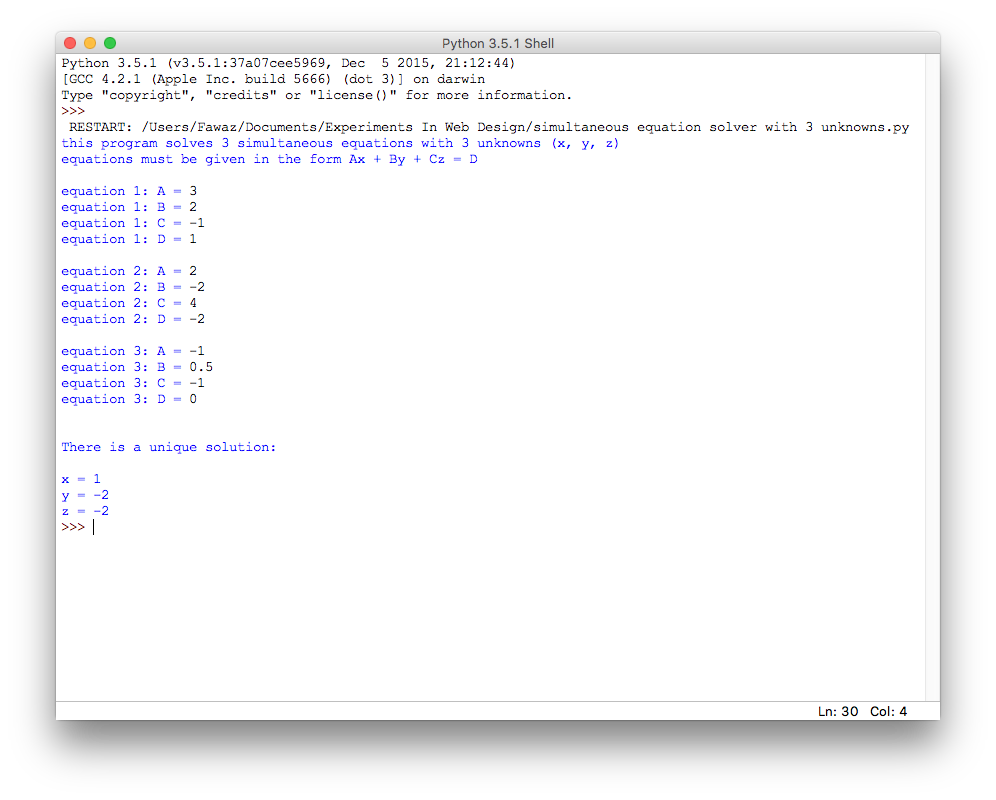 Python 3.5.1 Shell
Python 3.5.1 (v3.5.1:37a07cee5969, Dec  5 2015, 21:12:44)
[GCC 4.2.1 (Apple Inc. build 5666) (dot 3)] on darwin
Type "copyright", "credits" or "license()" for more information.
>>>
 RESTART: /Users/Fawaz/Documents/Experiments In Web Design/simultaneous equation solver with 3 unknowns.py
this program solves 3 simultaneous equations with 3 unknowns (x, y, z)
equations must be given in the form Ax + By + Cz = D
equation 1: A = 3
equation 1: B = 2
equation 1: C = -1
equation 1: D = 1
equation 2: A = 2
equation 2: B = -2
equation 2: C = 4
equation 2: D = -2
equation 3: A = -1
equation 3: B = 0.5
equation 3: C = -1
equation 3: D = 0
There is a unique solution:
x = 1
y = -2
z = -2
>>>
Ln: 30 Col: 4